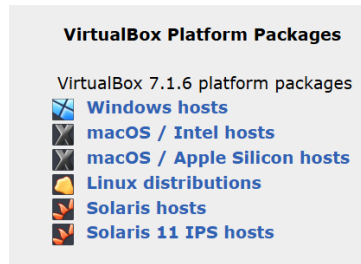 VirtualBox Platform Packages
VirtualBox 7.1.6 platform packages
Windows hosts
macOS / Intel hosts
macOS / Apple Silicon hosts
Linux distributions
Solaris hosts
Solaris 11 IPS hosts